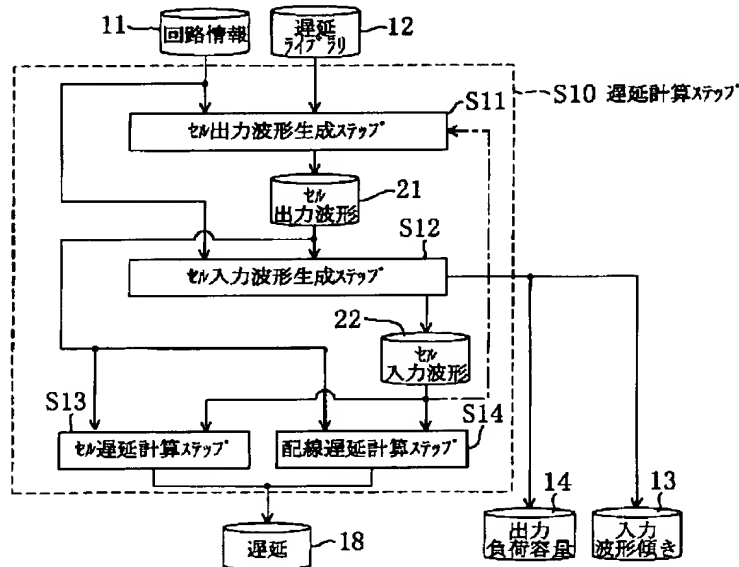 11
回路情報
遅延
ライブラリ
12
S10 遅延計算ステップ
S11
セル出力波形生成ステップ
セル
出力波形
21
S12
セル入力波形生成ステップ
22
セル
入力波形
S13
セル遅延計算ステップ
S14
配線遅延計算ステップ
遅延
18
14
出力
負荷容量
13
入力
波形傾き